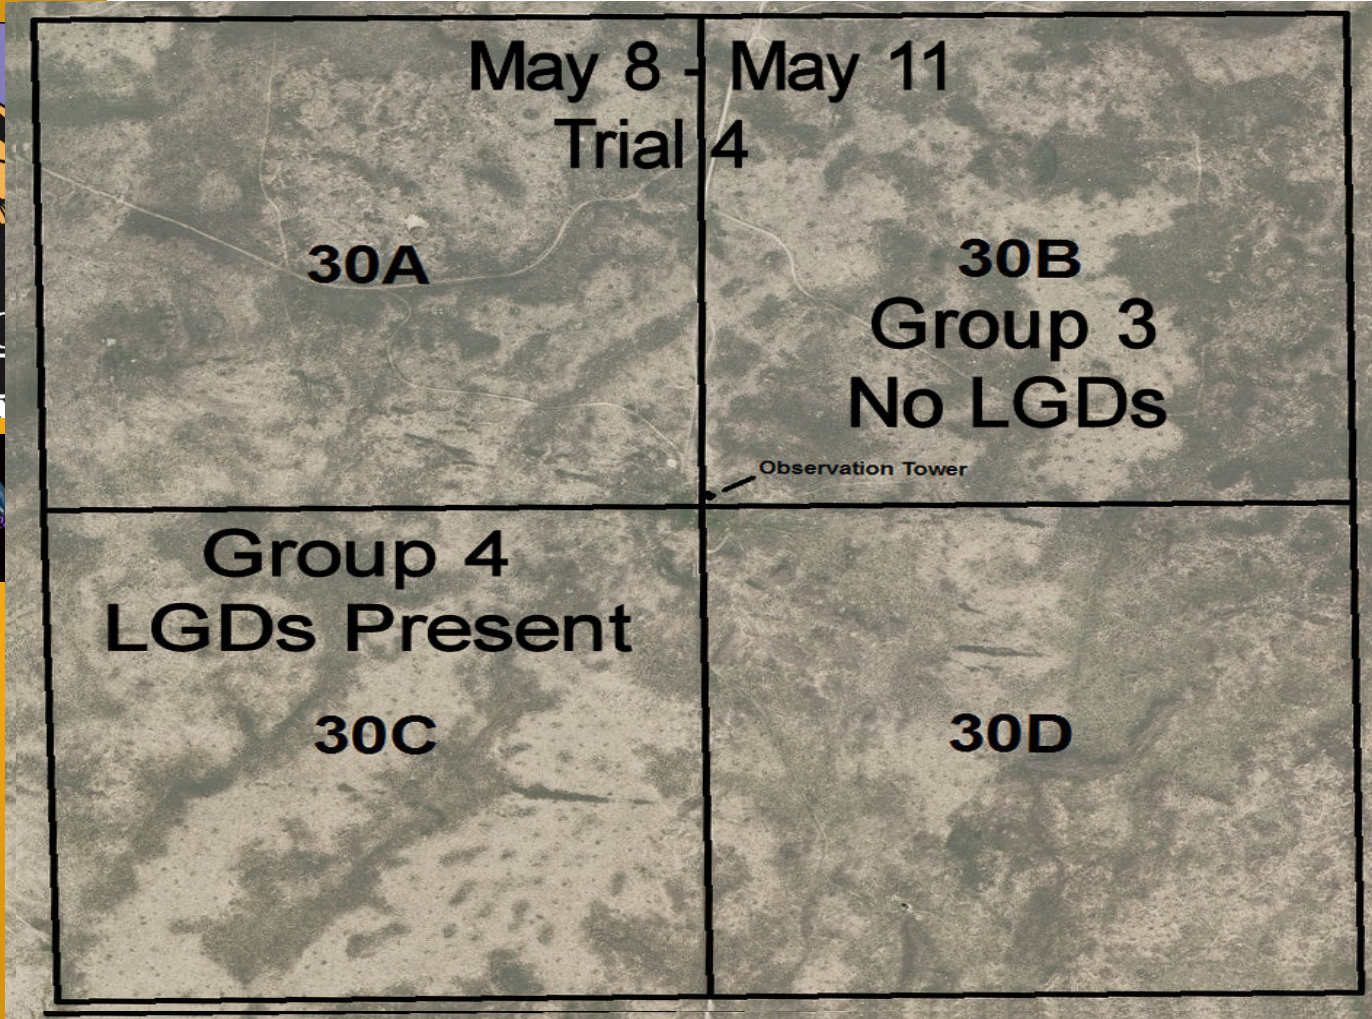 May 8 - May 11
Trial 4
30A
30B
Group 3
No LGDs
Observation Tower
Group 4
LGDs Present
30C
30D